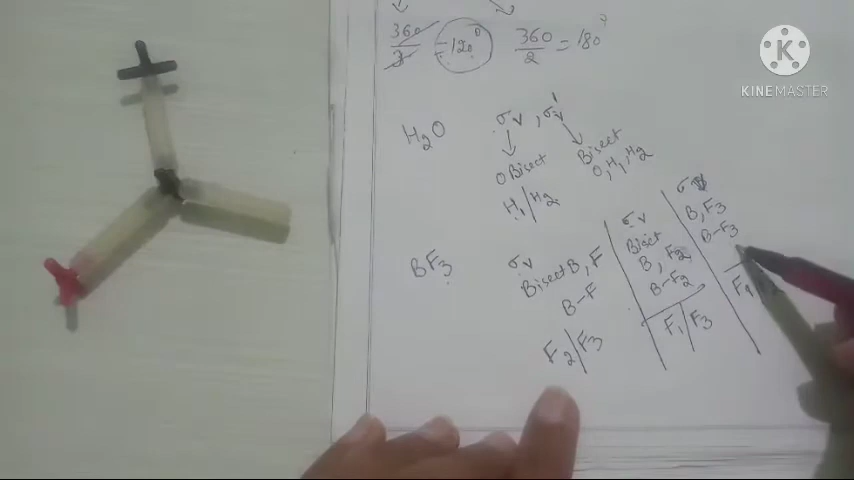 360/3 = 120° 360/2 = 180°
H2O σv , σv'
O Bisect
H1/H2
Bisect
O, H1, H2
BF3
σv
Bisect B, F
B-F
F2/F3
σv
Bisect
B, F2
B-F2
F1/F3
σv
B, F3
B-F3
F1
K
KINEMASTER